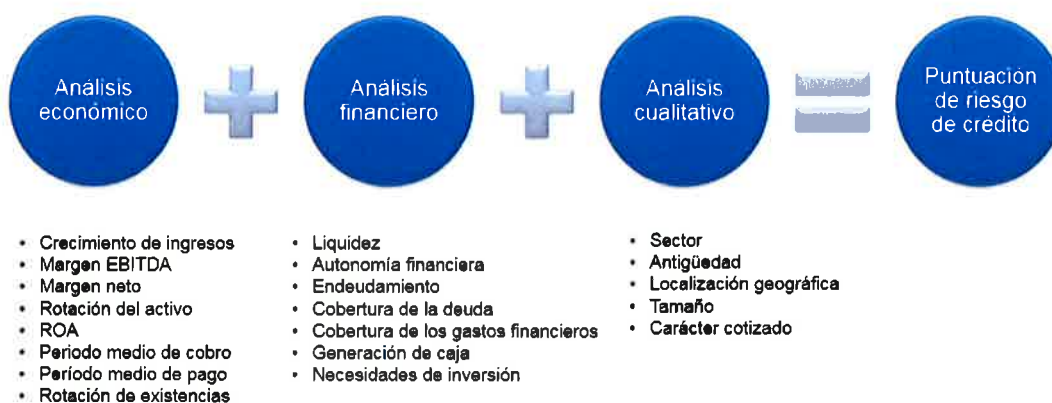 Análisis
económico
Análisis
financiero
Análisis
cualitativo
Puntuación
de riesgo
de crédito
• Crecimiento de ingresos
• Margen EBITDA
• Margen neto
• Rotación del activo
• ROA
• Periodo medio de cobro
• Período medio de pago
• Rotación de existencias
• Liquidez
• Autonomía financiera
• Endeudamiento
• Cobertura de la deuda
• Cobertura de los gastos financieros
• Generación de caja
• Necesidades de inversión
• Sector
• Antigüedad
• Localización geográfica
• Tamaño
• Carácter cotizado